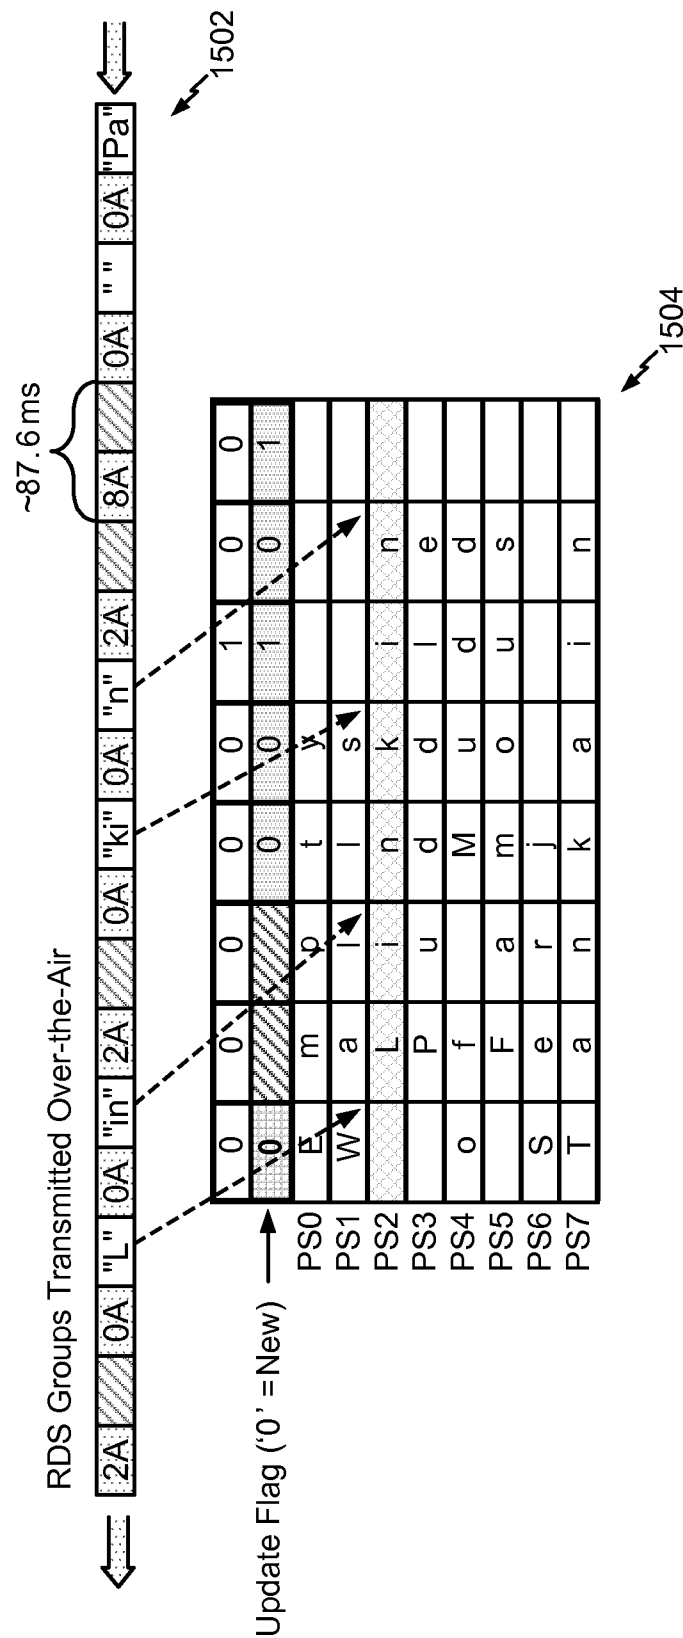 ~87.6 ms
RDS Groups Transmitted Over-the-Air
2A 0A "L" 0A "in" 2A 0A "ki" 0A "n" 2A 8A 0A " " 0A "Pa"
1502
0 0 0 0 0 1 0 0
Update Flag ('0' =New) 0 0 0 1 0 1
PS0 E m p t y
PS1 W a l l s
PS2 L i n k i n
PS3 P u d d l e
PS4 o f M u d d
PS5 F a m o u s
PS6 S e r j
PS7 T a n k a i n
1504